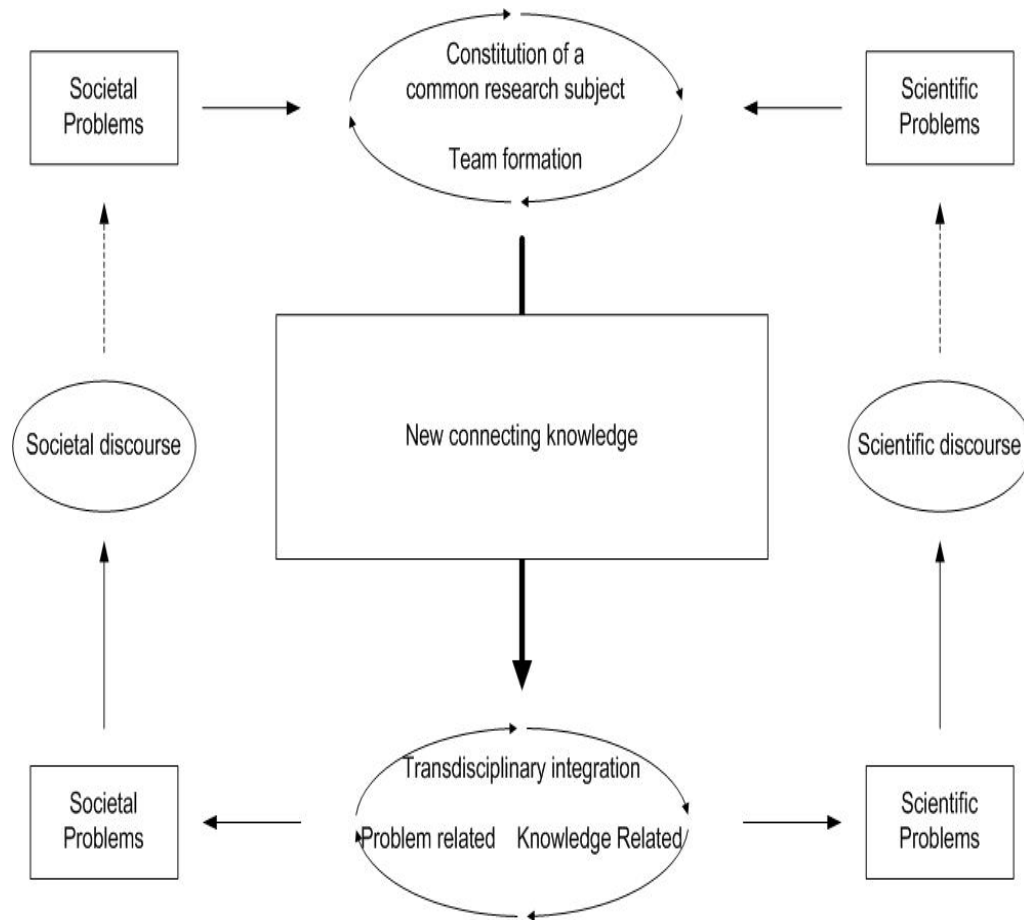 Societal
Problems
Constitution of a
common research subject
Team formation
Scientific
Problems
New connecting knowledge
Societal discourse
Scientific discourse
Societal
Problems
Transdisciplinary integration
Problem related
Knowledge Related
Scientific
Problems